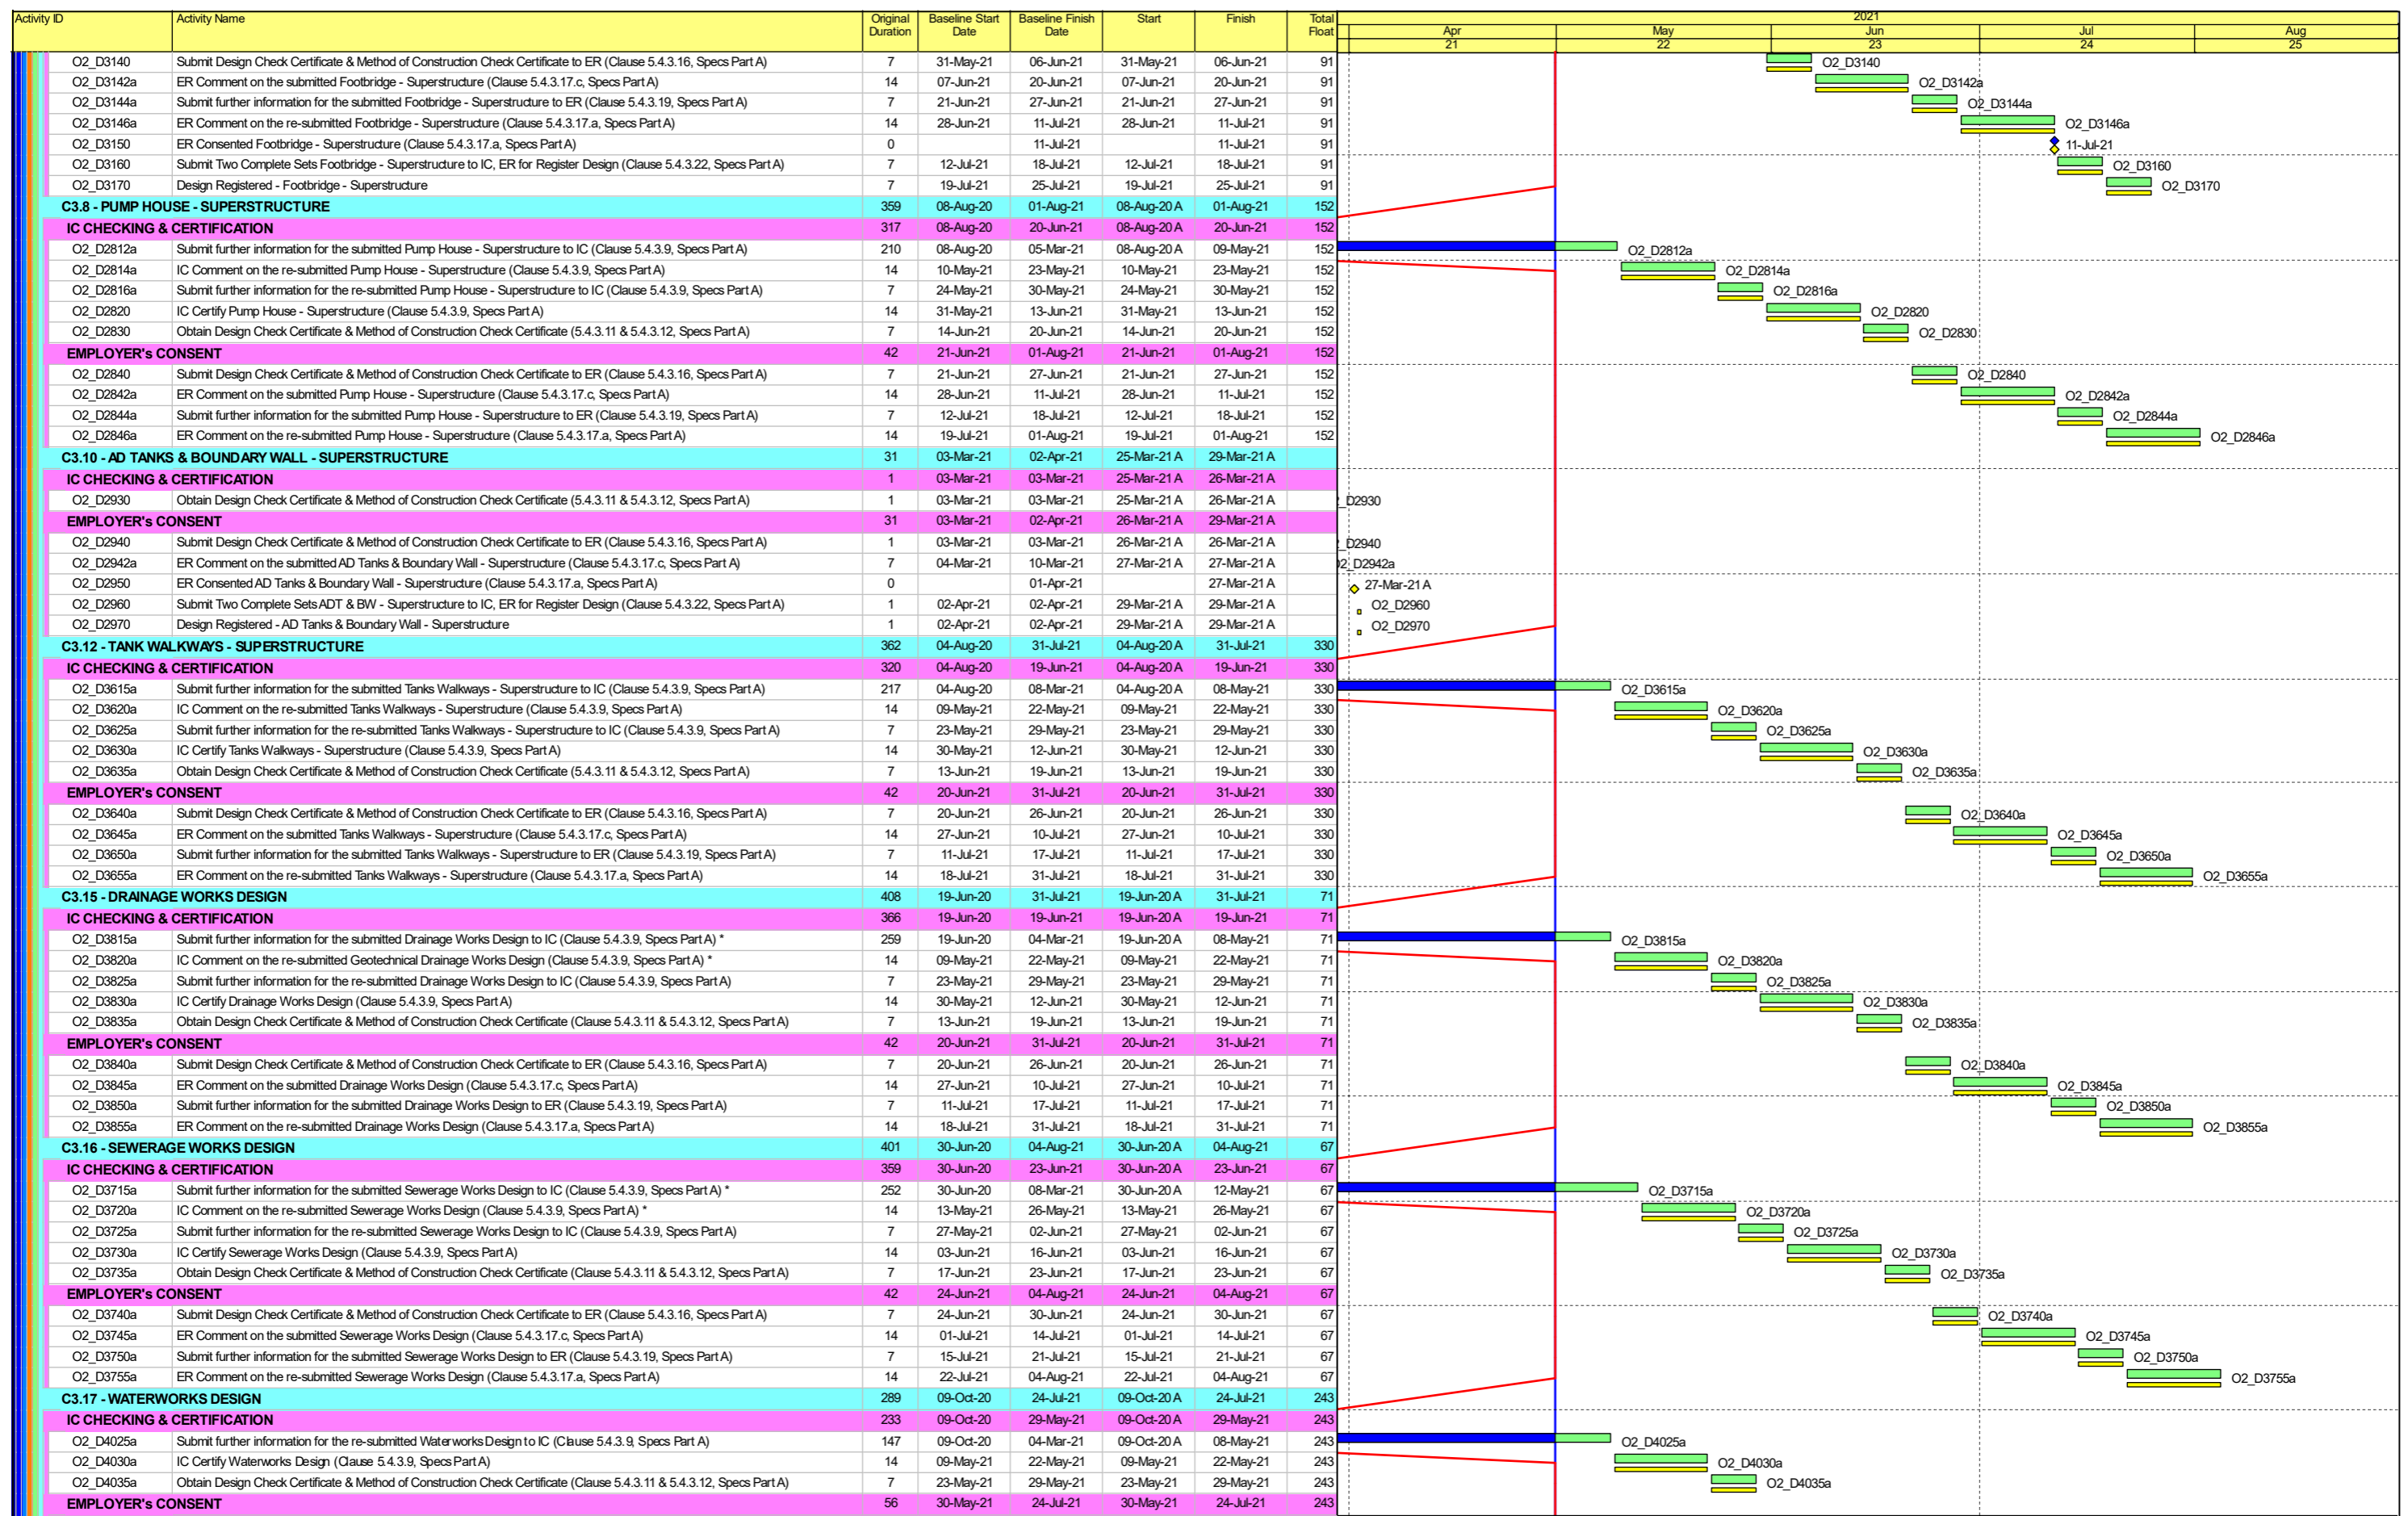 Activity ID Activity Name Original Duration Baseline Start Date Baseline Finish Date Start Finish Total Float 2021
Apr May Jun Jul Aug
21 22 23 24 25
O2_D3140 Submit Design Check Certificate & Method of Construction Check Certificate to ER (Clause 5.4.3.16, Specs Part A) 7 31-May-21 06-Jun-21 31-May-21 06-Jun-21 91 O2_D3140
O2_D3142a ER Comment on the submitted Footbridge - Superstructure (Clause 5.4.3.17.c, Specs Part A) 14 07-Jun-21 20-Jun-21 07-Jun-21 20-Jun-21 91 O2_D3142a
O2_D3144a Submit further information for the submitted Footbridge - Superstructure to ER (Clause 5.4.3.19, Specs Part A) 7 21-Jun-21 27-Jun-21 21-Jun-21 27-Jun-21 91 O2_D3144a
O2_D3146a ER Comment on the re-submitted Footbridge - Superstructure (Clause 5.4.3.17.a, Specs Part A) 14 28-Jun-21 11-Jul-21 28-Jun-21 11-Jul-21 91 O2_D3146a
O2_D3150 ER Consented Footbridge - Superstructure (Clause 5.4.3.17.a, Specs Part A) 0 11-Jul-21 11-Jul-21 91 11-Jul-21
O2_D3160 Submit Two Complete Sets Footbridge - Superstructure to IC, ER for Register Design (Clause 5.4.3.22, Specs Part A) 7 12-Jul-21 18-Jul-21 12-Jul-21 18-Jul-21 91 O2_D3160
O2_D3170 Design Registered - Footbridge - Superstructure 7 19-Jul-21 25-Jul-21 19-Jul-21 25-Jul-21 91 O2_D3170
C3.8 - PUMP HOUSE - SUPERSTRUCTURE 359 08-Aug-20 01-Aug-21 08-Aug-20 A 01-Aug-21 152
IC CHECKING & CERTIFICATION 317 08-Aug-20 20-Jun-21 08-Aug-20 A 20-Jun-21 152
O2_D2812a Submit further information for the submitted Pump House - Superstructure to IC (Clause 5.4.3.9, Specs Part A) 210 08-Aug-20 05-Mar-21 08-Aug-20 A 09-May-21 152 O2_D2812a
O2_D2814a IC Comment on the re-submitted Pump House - Superstructure (Clause 5.4.3.9, Specs Part A) 14 10-May-21 23-May-21 10-May-21 23-May-21 152 O2_D2814a
O2_D2816a Submit further information for the re-submitted Pump House - Superstructure to IC (Clause 5.4.3.9, Specs Part A) 7 24-May-21 30-May-21 24-May-21 30-May-21 152 O2_D2816a
O2_D2820 IC Certify Pump House - Superstructure (Clause 5.4.3.9, Specs Part A) 14 31-May-21 13-Jun-21 31-May-21 13-Jun-21 152 O2_D2820
O2_D2830 Obtain Design Check Certificate & Method of Construction Check Certificate (5.4.3.11 & 5.4.3.12, Specs Part A) 7 14-Jun-21 20-Jun-21 14-Jun-21 20-Jun-21 152 O2_D2830
EMPLOYER's CONSENT 42 21-Jun-21 01-Aug-21 21-Jun-21 01-Aug-21 152
O2_D2840 Submit Design Check Certificate & Method of Construction Check Certificate to ER (Clause 5.4.3.16, Specs Part A) 7 21-Jun-21 27-Jun-21 21-Jun-21 27-Jun-21 152 O2_D2840
O2_D2842a ER Comment on the submitted Pump House - Superstructure (Clause 5.4.3.17.c, Specs Part A) 14 28-Jun-21 11-Jul-21 28-Jun-21 11-Jul-21 152 O2_D2842a
O2_D2844a Submit further information for the submitted Pump House - Superstructure to ER (Clause 5.4.3.19, Specs Part A) 7 12-Jul-21 18-Jul-21 12-Jul-21 18-Jul-21 152 O2_D2844a
O2_D2846a ER Comment on the re-submitted Pump House - Superstructure (Clause 5.4.3.17.a, Specs Part A) 14 19-Jul-21 01-Aug-21 19-Jul-21 01-Aug-21 152 O2_D2846a
C3.10 - AD TANKS & BOUNDARY WALL - SUPERSTRUCTURE 31 03-Mar-21 02-Apr-21 25-Mar-21 A 29-Mar-21 A
IC CHECKING & CERTIFICATION 1 03-Mar-21 03-Mar-21 25-Mar-21 A 26-Mar-21 A
O2_D2930 Obtain Design Check Certificate & Method of Construction Check Certificate (5.4.3.11 & 5.4.3.12, Specs Part A) 1 03-Mar-21 03-Mar-21 25-Mar-21 A 26-Mar-21 A _D2930
EMPLOYER's CONSENT 31 03-Mar-21 02-Apr-21 26-Mar-21 A 29-Mar-21 A
O2_D2940 Submit Design Check Certificate & Method of Construction Check Certificate to ER (Clause 5.4.3.16, Specs Part A) 1 03-Mar-21 03-Mar-21 26-Mar-21 A 26-Mar-21 A _D2940
O2_D2942a ER Comment on the submitted AD Tanks & Boundary Wall - Superstructure (Clause 5.4.3.17.c, Specs Part A) 7 04-Mar-21 10-Mar-21 27-Mar-21 A 27-Mar-21 A 2_D2942a
O2_D2950 ER Consented AD Tanks & Boundary Wall - Superstructure (Clause 5.4.3.17.a, Specs Part A) 0 01-Apr-21 27-Mar-21 A 27-Mar-21 A
O2_D2960 Submit Two Complete Sets ADT & BW - Superstructure to IC, ER for Register Design (Clause 5.4.3.22, Specs Part A) 1 02-Apr-21 02-Apr-21 29-Mar-21 A 29-Mar-21 A O2_D2960
O2_D2970 Design Registered - AD Tanks & Boundary Wall - Superstructure 1 02-Apr-21 02-Apr-21 29-Mar-21 A 29-Mar-21 A O2_D2970
C3.12 - TANK WALKWAYS - SUPERSTRUCTURE 362 04-Aug-20 31-Jul-21 04-Aug-20 A 31-Jul-21 330
IC CHECKING & CERTIFICATION 320 04-Aug-20 19-Jun-21 04-Aug-20 A 19-Jun-21 330
O2_D3615a Submit further information for the submitted Tanks Walkways - Superstructure to IC (Clause 5.4.3.9, Specs Part A) 217 04-Aug-20 08-Mar-21 04-Aug-20 A 08-May-21 330 O2_D3615a
O2_D3620a IC Comment on the re-submitted Tanks Walkways - Superstructure (Clause 5.4.3.9, Specs Part A) 14 09-May-21 22-May-21 09-May-21 22-May-21 330 O2_D3620a
O2_D3625a Submit further information for the re-submitted Tanks Walkways - Superstructure to IC (Clause 5.4.3.9, Specs Part A) 7 23-May-21 29-May-21 23-May-21 29-May-21 330 O2_D3625a
O2_D3630a IC Certify Tanks Walkways - Superstructure (Clause 5.4.3.9, Specs Part A) 14 30-May-21 12-Jun-21 30-May-21 12-Jun-21 330 O2_D3630a
O2_D3635a Obtain Design Check Certificate & Method of Construction Check Certificate (5.4.3.11 & 5.4.3.12, Specs Part A) 7 13-Jun-21 19-Jun-21 13-Jun-21 19-Jun-21 330 O2_D3635a
EMPLOYER's CONSENT 42 20-Jun-21 31-Jul-21 20-Jun-21 31-Jul-21 330
O2_D3640a Submit Design Check Certificate & Method of Construction Check Certificate to ER (Clause 5.4.3.16, Specs Part A) 7 20-Jun-21 26-Jun-21 20-Jun-21 26-Jun-21 330 O2_D3640a
O2_D3645a ER Comment on the submitted Tanks Walkways - Superstructure (Clause 5.4.3.17.c, Specs Part A) 14 27-Jun-21 10-Jul-21 27-Jun-21 10-Jul-21 330 O2_D3645a
O2_D3650a Submit further information for the submitted Tanks Walkways - Superstructure to ER (Clause 5.4.3.19, Specs Part A) 7 11-Jul-21 17-Jul-21 11-Jul-21 17-Jul-21 330 O2_D3650a
O2_D3655a ER Comment on the re-submitted Tanks Walkways - Superstructure (Clause 5.4.3.17.a, Specs Part A) 14 18-Jul-21 31-Jul-21 18-Jul-21 31-Jul-21 330 O2_D3655a
C3.15 - DRAINAGE WORKS DESIGN 408 19-Jun-20 31-Jul-21 19-Jun-20 A 31-Jul-21 71
IC CHECKING & CERTIFICATION 366 19-Jun-20 19-Jun-21 19-Jun-20 A 19-Jun-21 71
O2_D3815a Submit further information for the submitted Drainage Works Design to IC (Clause 5.4.3.9, Specs Part A) * 259 19-Jun-20 04-Mar-21 19-Jun-20 A 08-May-21 71 O2_D3815a
O2_D3820a IC Comment on the re-submitted Geotechnical Drainage Works Design (Clause 5.4.3.9, Specs Part A) * 14 09-May-21 22-May-21 09-May-21 22-May-21 71 O2_D3820a
O2_D3825a Submit further information for the re-submitted Drainage Works Design to IC (Clause 5.4.3.9, Specs Part A) 7 23-May-21 29-May-21 23-May-21 29-May-21 71 O2_D3825a
O2_D3830a IC Certify Drainage Works Design (Clause 5.4.3.9, Specs Part A) 14 30-May-21 12-Jun-21 30-May-21 12-Jun-21 71 O2_D3830a
O2_D3835a Obtain Design Check Certificate & Method of Construction Check Certificate (Clause 5.4.3.11 & 5.4.3.12, Specs Part A) 7 13-Jun-21 19-Jun-21 13-Jun-21 19-Jun-21 71 O2_D3835a
EMPLOYER's CONSENT 42 20-Jun-21 31-Jul-21 20-Jun-21 31-Jul-21 71
O2_D3840a Submit Design Check Certificate & Method of Construction Check Certificate to ER (Clause 5.4.3.16, Specs Part A) 7 20-Jun-21 26-Jun-21 20-Jun-21 26-Jun-21 71 O2_D3840a
O2_D3845a ER Comment on the submitted Drainage Works Design (Clause 5.4.3.17.c, Specs Part A) 14 27-Jun-21 10-Jul-21 27-Jun-21 10-Jul-21 71 O2_D3845a
O2_D3850a Submit further information for the submitted Drainage Works Design to ER (Clause 5.4.3.19, Specs Part A) 7 11-Jul-21 17-Jul-21 11-Jul-21 17-Jul-21 71 O2_D3850a
O2_D3855a ER Comment on the re-submitted Drainage Works Design (Clause 5.4.3.17.a, Specs Part A) 14 18-Jul-21 31-Jul-21 18-Jul-21 31-Jul-21 71 O2_D3855a
C3.16 - SEWERAGE WORKS DESIGN 401 30-Jun-20 04-Aug-21 30-Jun-20 A 04-Aug-21 67
IC CHECKING & CERTIFICATION 359 30-Jun-20 23-Jun-21 30-Jun-20 A 23-Jun-21 67
O2_D3715a Submit further information for the submitted Sewerage Works Design to IC (Clause 5.4.3.9, Specs Part A) * 252 30-Jun-20 08-Mar-21 30-Jun-20 A 12-May-21 67 O2_D3715a
O2_D3720a IC Comment on the re-submitted Sewerage Works Design (Clause 5.4.3.9, Specs Part A) * 14 13-May-21 26-May-21 13-May-21 26-May-21 67 O2_D3720a
O2_D3725a Submit further information for the re-submitted Sewerage Works Design to IC (Clause 5.4.3.9, Specs Part A) 7 27-May-21 02-Jun-21 27-May-21 02-Jun-21 67 O2_D3725a
O2_D3730a IC Certify Sewerage Works Design (Clause 5.4.3.9, Specs Part A) 14 03-Jun-21 16-Jun-21 03-Jun-21 16-Jun-21 67 O2_D3730a
O2_D3735a Obtain Design Check Certificate & Method of Construction Check Certificate (Clause 5.4.3.11 & 5.4.3.12, Specs Part A) 7 17-Jun-21 23-Jun-21 17-Jun-21 23-Jun-21 67 O2_D3735a
EMPLOYER's CONSENT 42 24-Jun-21 04-Aug-21 24-Jun-21 04-Aug-21 67
O2_D3740a Submit Design Check Certificate & Method of Construction Check Certificate to ER (Clause 5.4.3.16, Specs Part A) 7 24-Jun-21 30-Jun-21 24-Jun-21 30-Jun-21 67 O2_D3740a
O2_D3745a ER Comment on the submitted Sewerage Works Design (Clause 5.4.3.17.c, Specs Part A) 14 01-Jul-21 14-Jul-21 01-Jul-21 14-Jul-21 67 O2_D3745a
O2_D3750a Submit further information for the submitted Sewerage Works Design to ER (Clause 5.4.3.19, Specs Part A) 7 15-Jul-21 21-Jul-21 15-Jul-21 21-Jul-21 67 O2_D3750a
O2_D3755a ER Comment on the re-submitted Sewerage Works Design (Clause 5.4.3.17.a, Specs Part A) 14 22-Jul-21 04-Aug-21 22-Jul-21 04-Aug-21 67 O2_D3755a
C3.17 - WATERWORKS DESIGN 289 09-Oct-20 24-Jul-21 09-Oct-20 A 24-Jul-21 243
IC CHECKING & CERTIFICATION 233 09-Oct-20 29-May-21 09-Oct-20 A 29-May-21 243
O2_D4025a Submit further information for the re-submitted Waterworks Design to IC (Clause 5.4.3.9, Specs Part A) 147 09-Oct-20 04-Mar-21 09-Oct-20 A 08-May-21 243 O2_D4025a
O2_D4030a IC Certify Waterworks Design (Clause 5.4.3.9, Specs Part A) 14 09-May-21 22-May-21 09-May-21 22-May-21 243 O2_D4030a
O2_D4035a Obtain Design Check Certificate & Method of Construction Check Certificate (Clause 5.4.3.11 & 5.4.3.12, Specs Part A) 7 23-May-21 29-May-21 23-May-21 29-May-21 243 O2_D4035a
EMPLOYER's CONSENT 56 30-May-21 24-Jul-21 30-May-21 24-Jul-21 243